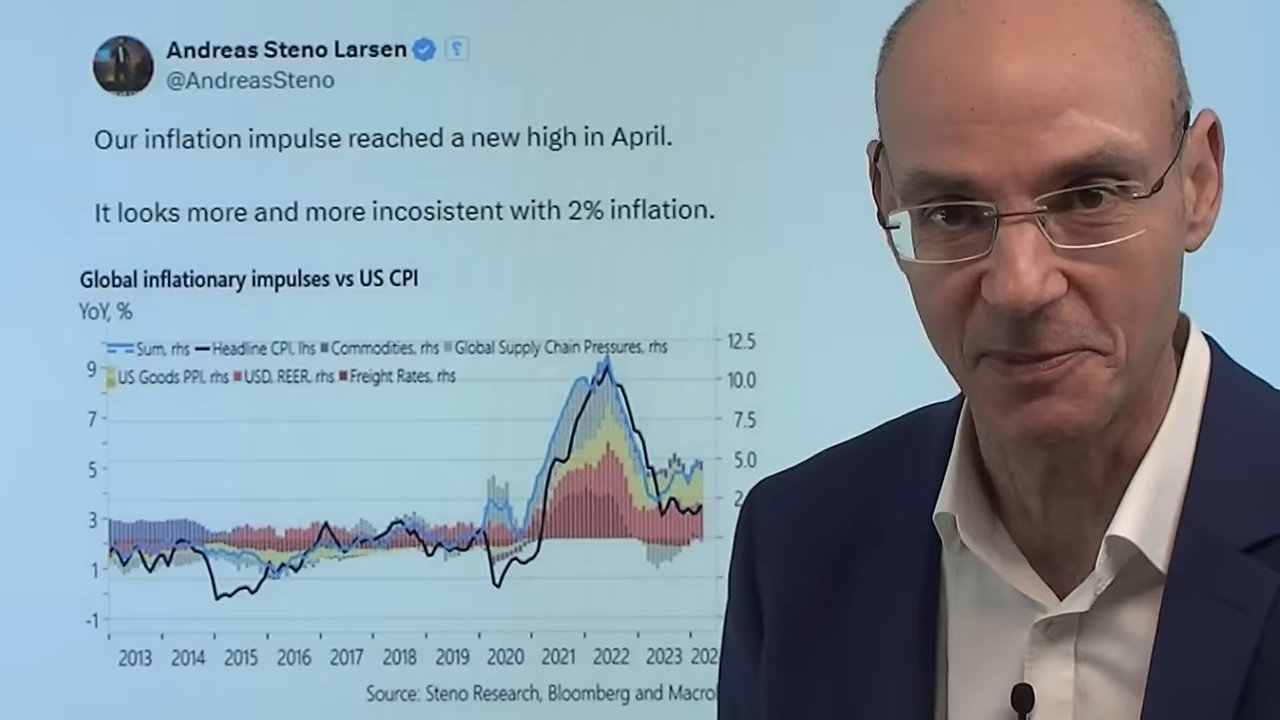 Andreas Steno Larsen
@AndreasSteno
Our inflation impulse reached a new high in April.
It looks more and more incosistent with 2% inflation.
Global inflationary impulses vs US CPI
YoY, %
Sum, rhs Headline CPI, lhs Commodities, rhs Global Supply Chain Pressures, rhs
US Goods PPI, rhs USD, REER, rhs Freight Rates, rhs
12.5
9
10.0
7
7.5
5
5.0
2
3
1
-1
2013 2014 2015 2016 2017 2018 2019 2020 2021 2022 2023 202
Source: Steno Research, Bloomberg and Macro